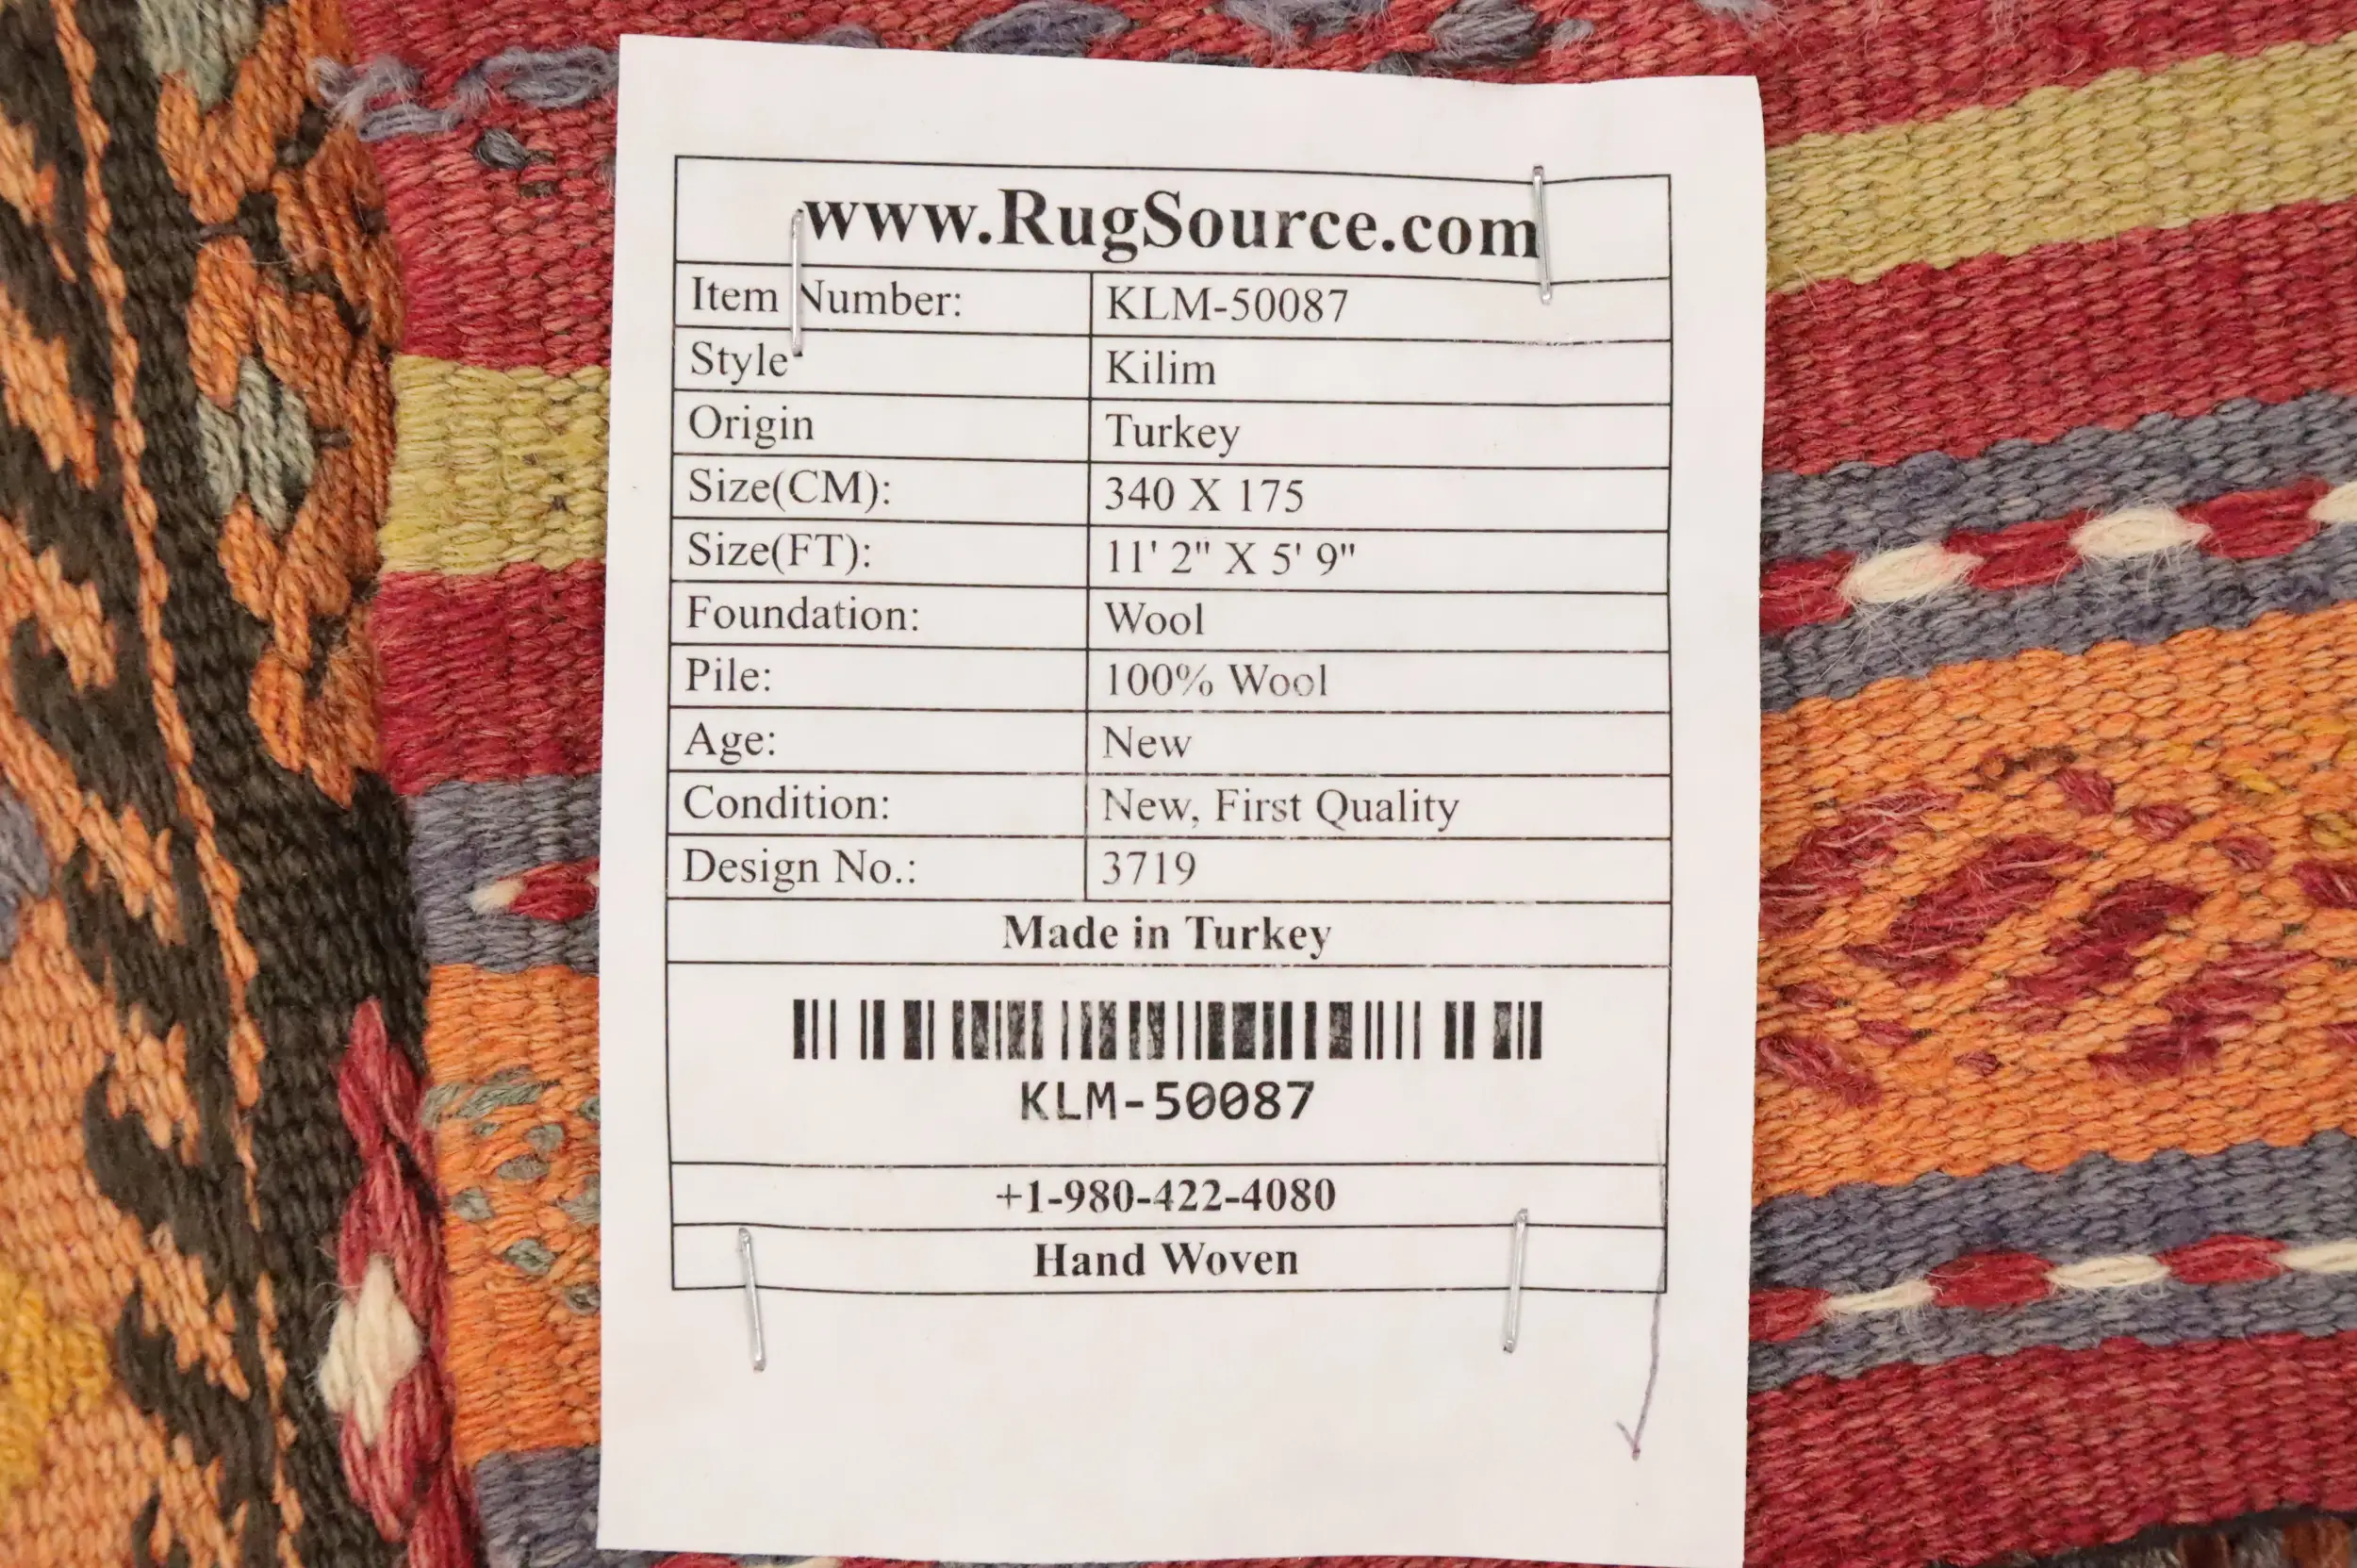 www.RugSource.com
Item Number: KLM-50087
Style Kilim
Origin Turkey
Size(CM): 340 X 175
Size(FT): 11' 2" X 5' 9"
Foundation: Wool
Pile: 100% Wool
Age: New
Condition: New, First Quality
Design No.: 3719
Made in Turkey
KLM-50087
+1-980-422-4080
Hand Woven